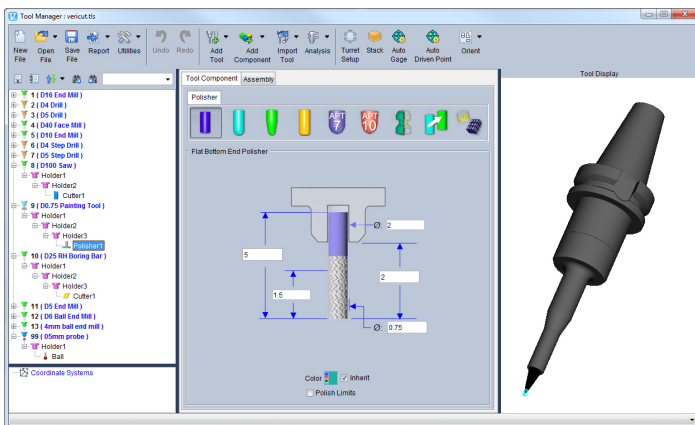 Tool Manager : vericut.tls
New File
Open File
Save File
Report
Utilities
Undo
Redo
Add Tool
Add Component
Import Tool
Analysis
Turret Setup
Stack
Auto Gage
Auto Driven Point
Orient
Tool Component
Assembly
Tool Display
1 ( D16 End Mill )
2 ( D4 Drill )
3 ( D5 Drill )
4 ( D40 Face Mill )
5 ( D10 End Mill )
6 ( D4 Step Drill )
7 ( D5 Step Drill )
8 ( D100 Saw )
Holder1
Holder2
Cutter1
9 ( D0.75 Painting Tool )
Holder1
Holder2
Holder3
Polisher1
10 ( D25 RH Boring Bar )
Holder1
Holder2
Holder3
Cutter1
11 ( D5 End Mill )
12 ( D6 Ball End Mill )
13 ( 4mm ball end mill )
99 ( 05mm probe )
Holder1
Ball
Coordinate Systems
Polisher
APT 7
APT 10
Flat Bottom End Polisher
Ø: 2
5
2
1.5
Ø: 0.75
Color
Inherit
Polish Limits